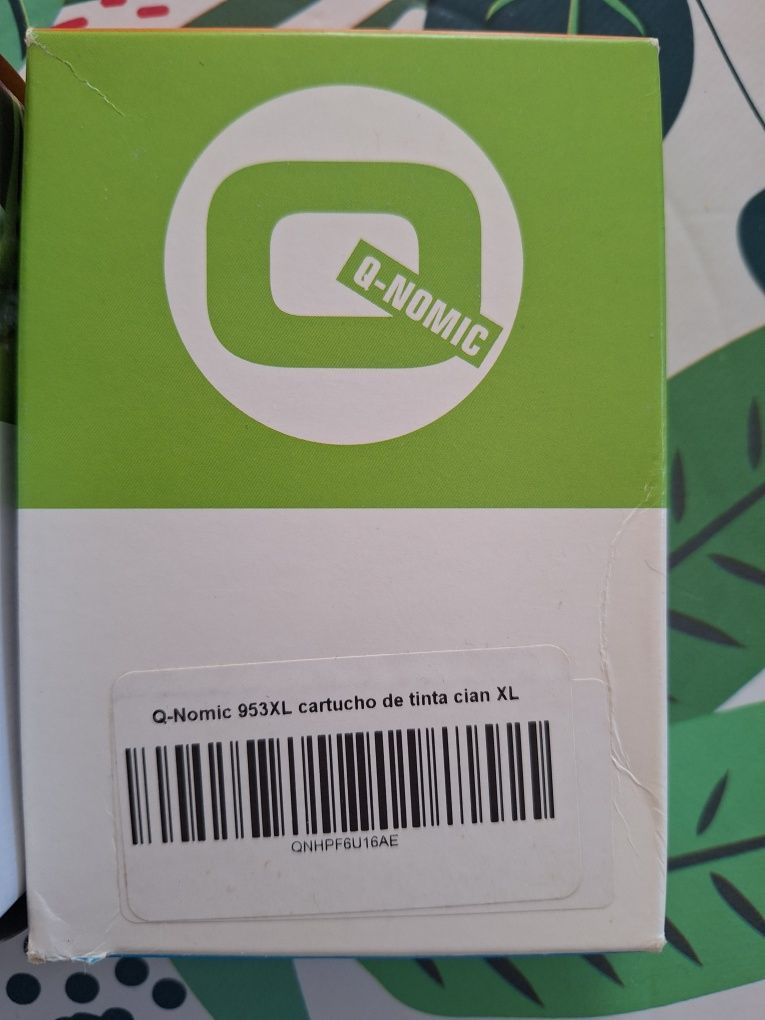 Q-NOMIC
Q-Nomic 953XL cartucho de tinta cian XL
QNHPF6U16AE